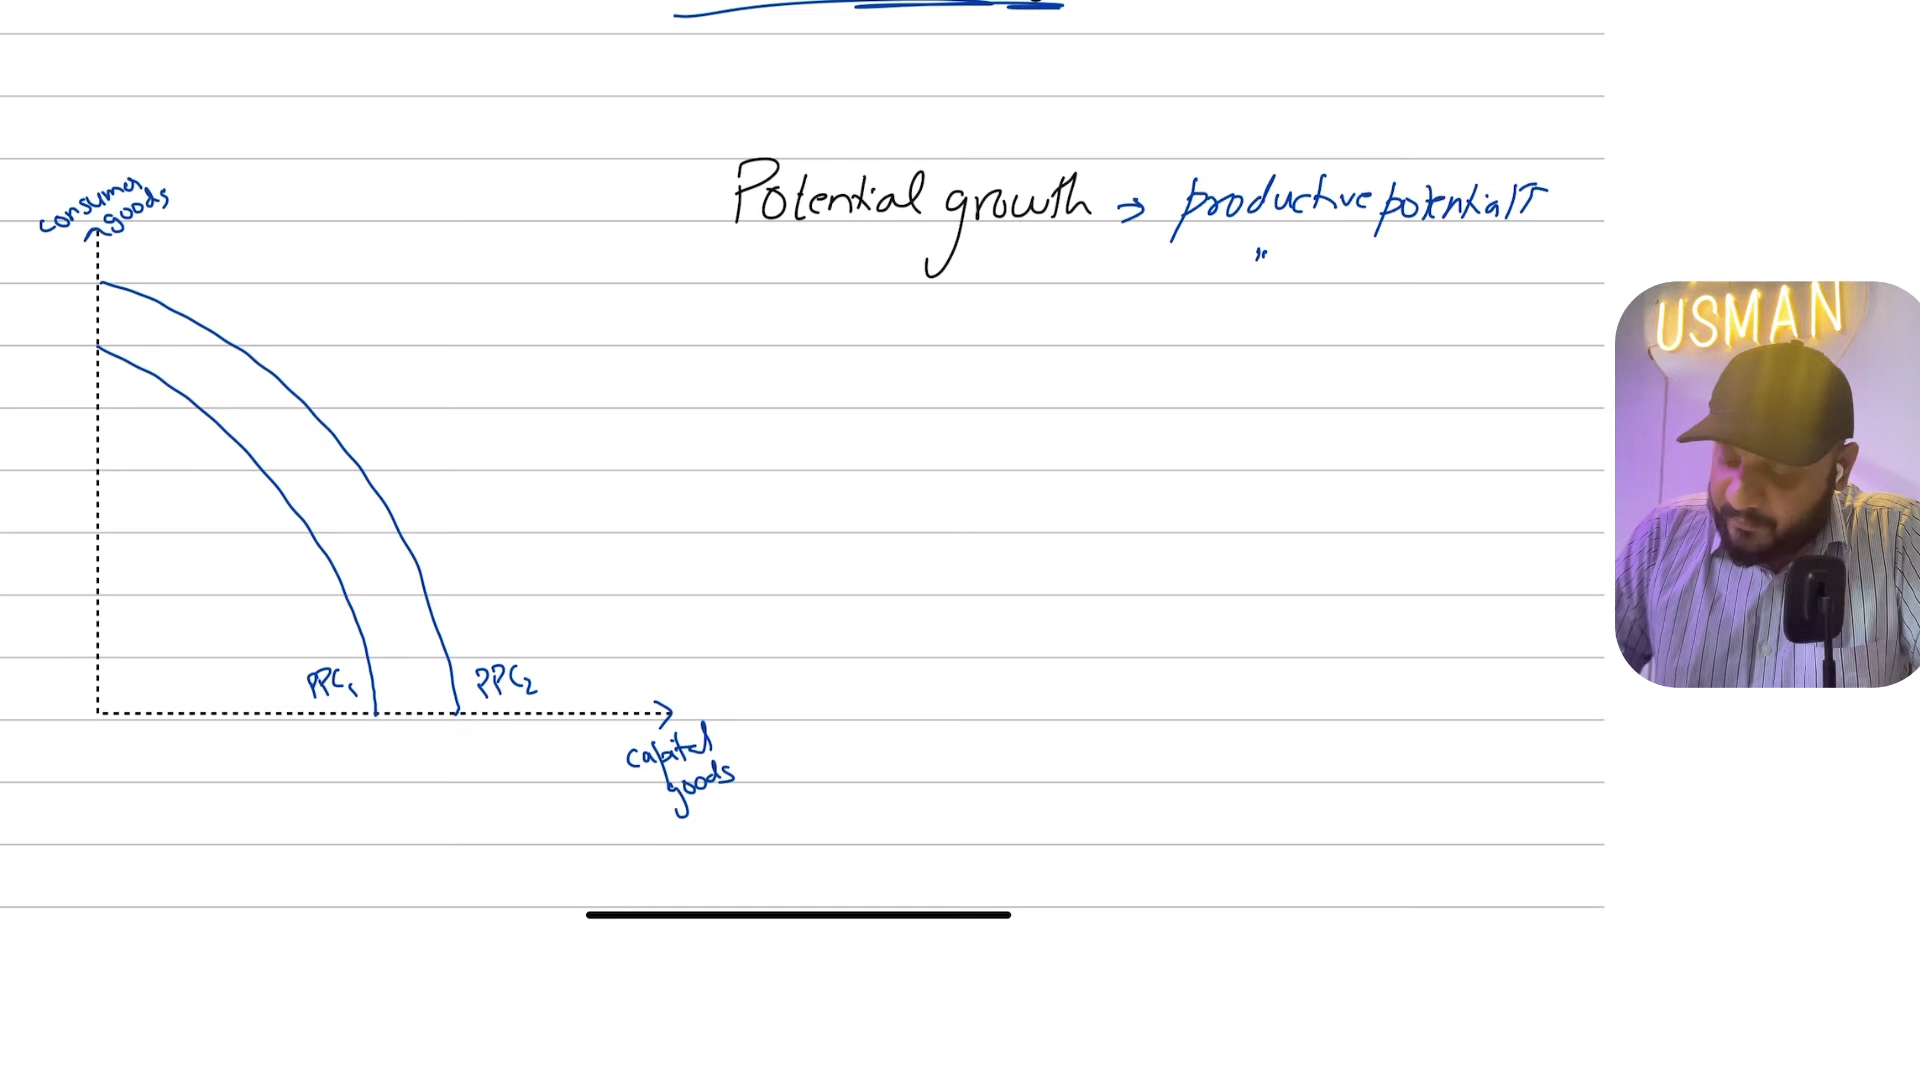 Potential growth → productive potential↑
"
consumer
goods
PPC₁
PPC₂
capital
goods
USMAN